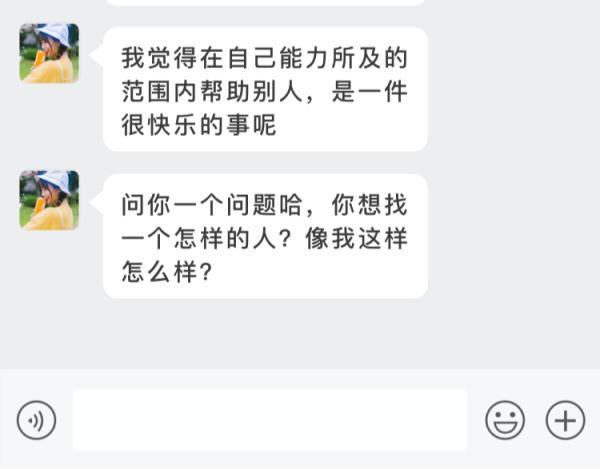 我觉得在自己能力所及的
范围内帮助别人，是一件
很快乐的事呢
问你一个问题哈，你想找
一个怎样的人？像我这样
怎么样？